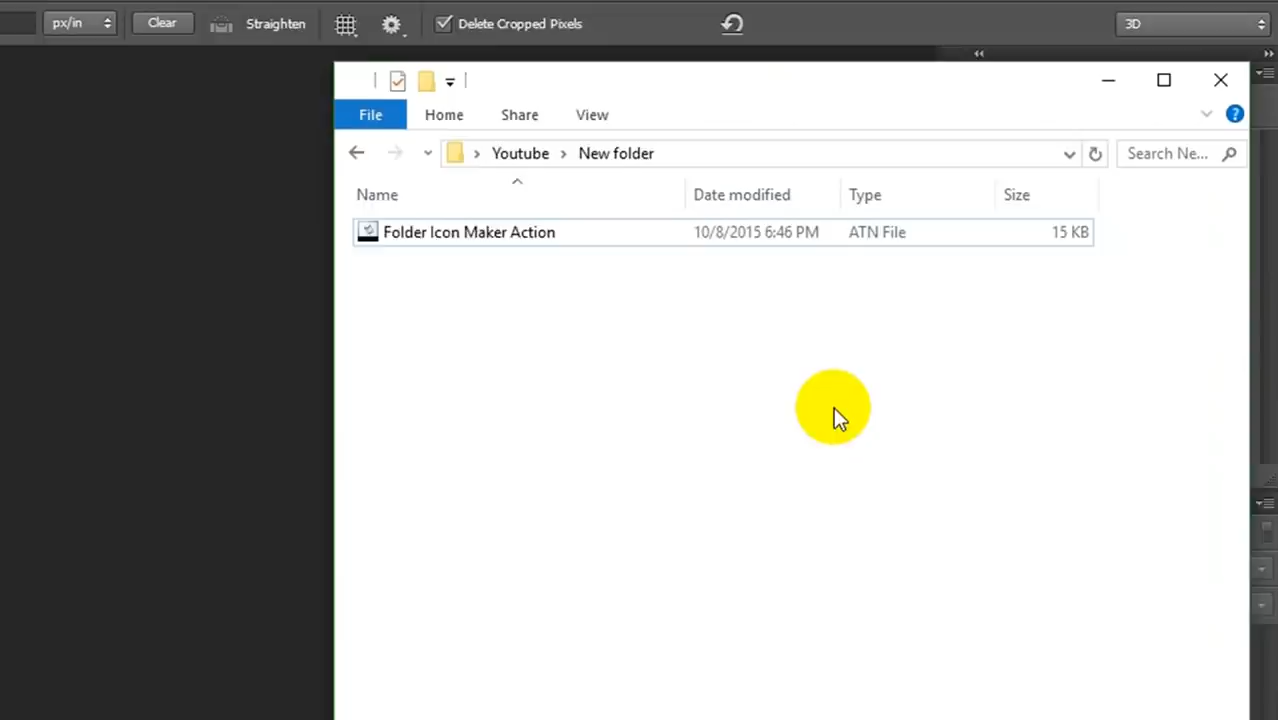 px/in Clear Straighten Delete Cropped Pixels 3D
File Home Share View
Youtube New folder Search Ne...
Name Date modified Type Size
Folder Icon Maker Action 10/8/2015 6:46 PM ATN File 15 KB